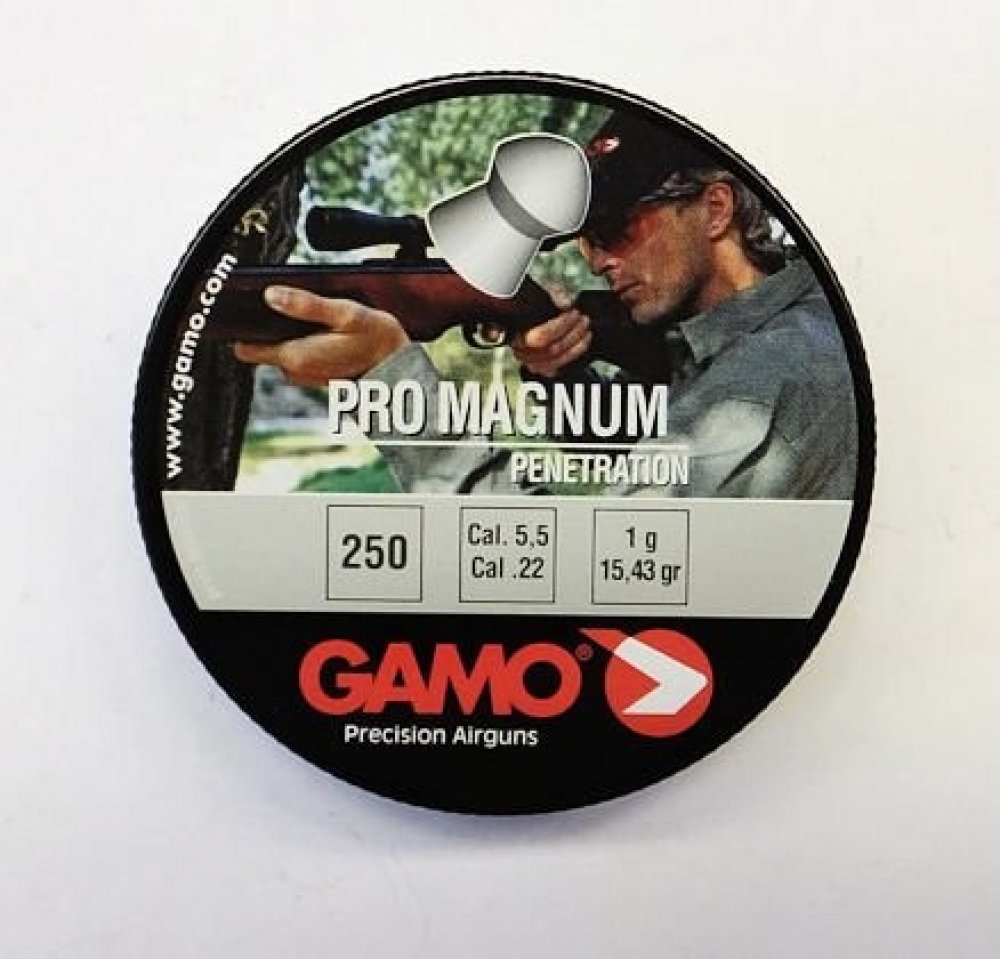 www.gamo.com
PRO MAGNUM
PENETRATION
250
Cal. 5,5
Cal .22
1 g
15,43 gr
GAMO®
Precision Airguns